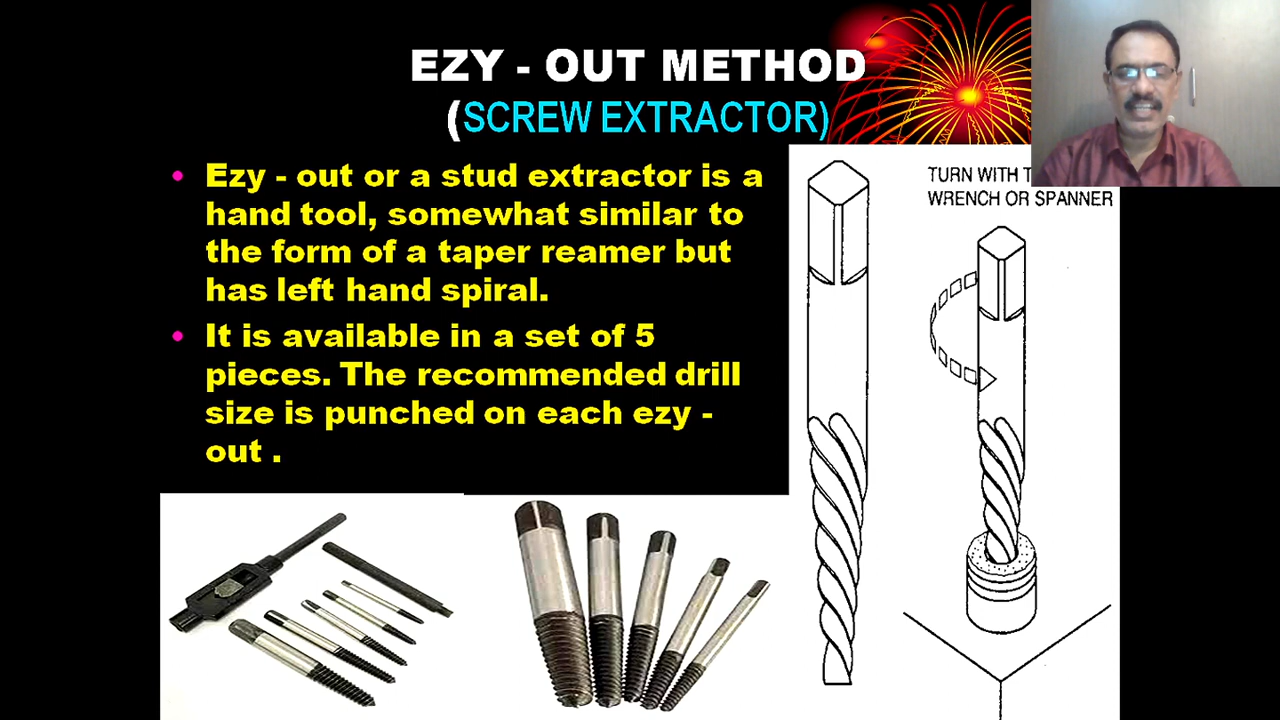 EZY - OUT METHOD
(SCREW EXTRACTOR)
• Ezy - out or a stud extractor is a
hand tool, somewhat similar to
the form of a taper reamer but
has left hand spiral.
• It is available in a set of 5
pieces. The recommended drill
size is punched on each ezy -
out .
TURN WITH
WRENCH OR SPANNER